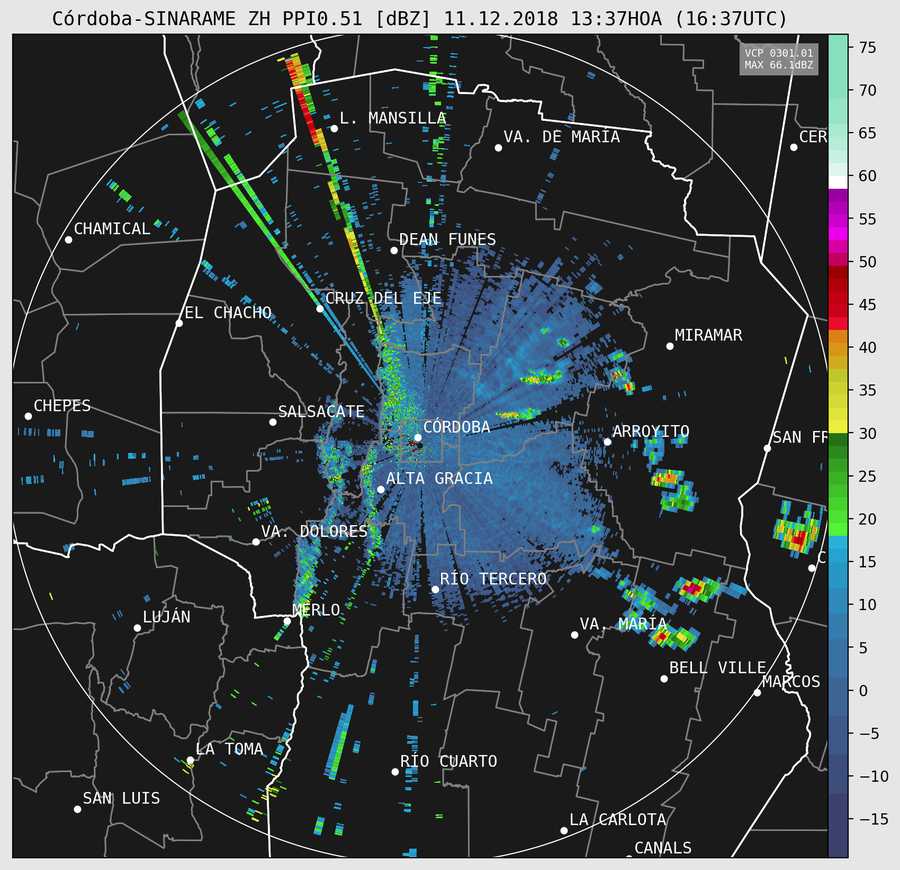 Córdoba-SINARAME ZH PPI0.51 [dBZ] 11.12.2018 13:37HOA (16:37UTC)
VCP 0301.01
MAX 66.1dBZ
75
70
65
60
55
50
45
40
35
30
25
20
15
10
5
0
−5
−10
−15
L. MANSILLA
VA. DE MARIA
CER
CHAMICAL
DEAN FUNES
CRUZ DEL EJE
EL CHACHO
MIRAMAR
CHEPES
SALSACATE
CÓRDOBA
ARROYITO
SAN FR
ALTA GRACIA
VA. DOLORES
C
RÍO TERCERO
MERLO
LUJÁN
VA. MARÍA
BELL VILLE
MARCOS
LA TOMA
RÍO CUARTO
SAN LUIS
LA CARLOTA
CANALS